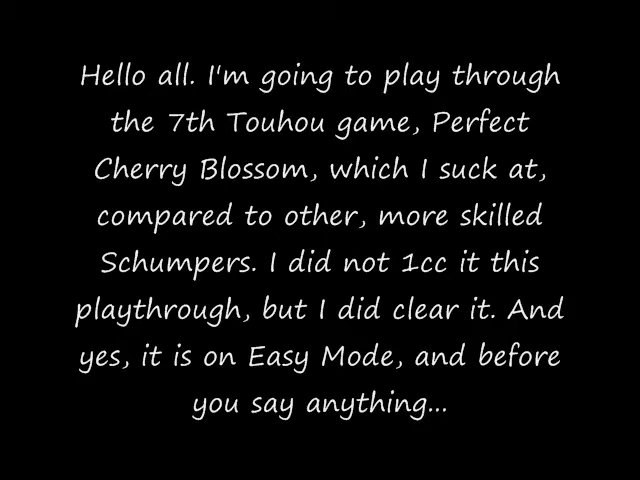 Hello all. I'm going to play through
the 7th Touhou game, Perfect
Cherry Blossom, which I suck at,
compared to other, more skilled
Schumpers. I did not 1cc it this
playthrough, but I did clear it. And
yes, it is on Easy Mode, and before
you say anything...